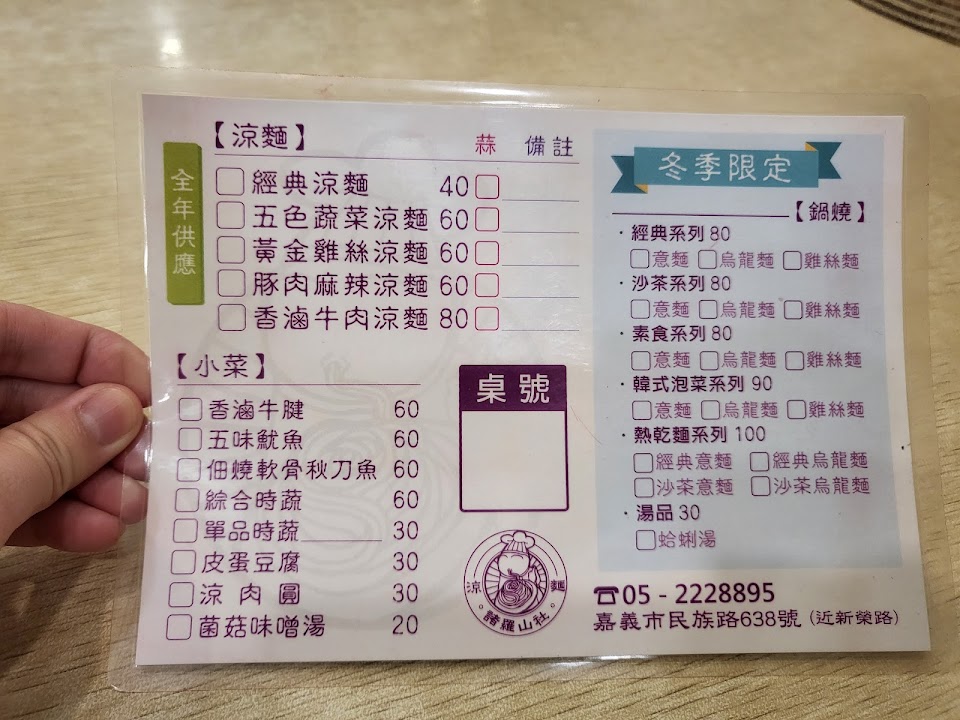 全年供應
【涼麵】 蒜 備註
經典涼麵 40
五色蔬菜涼麵 60
黃金雞絲涼麵 60
豚肉麻辣涼麵 60
香滷牛肉涼麵 80
【小菜】
香滷牛腱 60
五味魷魚 60
佃燒軟骨秋刀魚 60
綜合時蔬 60
單品時蔬 30
皮蛋豆腐 30
涼肉圓 30
菌菇味噌湯 20
桌號
涼 麵
諸羅山社
冬季限定
【鍋燒】
·經典系列 80
意麵 烏龍麵 雞絲麵
·沙茶系列 80
意麵 烏龍麵 雞絲麵
·素食系列 80
意麵 烏龍麵 雞絲麵
·韓式泡菜系列 90
意麵 烏龍麵 雞絲麵
·熱乾麵系列 100
經典意麵 經典烏龍麵
沙茶意麵 沙茶烏龍麵
·湯品 30
蛤蜊湯
☎05 - 2228895
嘉義市民族路638號 (近新榮路)